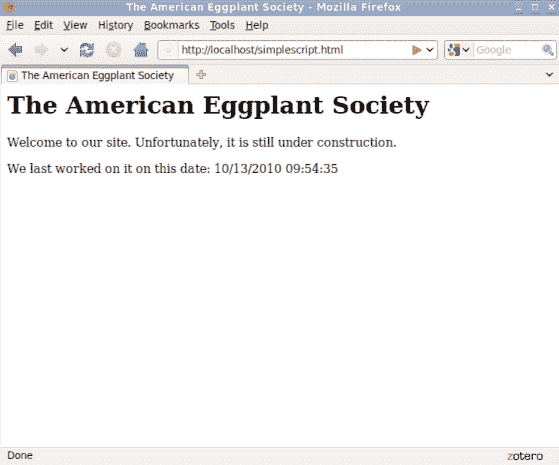 The American Eggplant Society - Mozilla Firefox
File Edit View History Bookmarks Tools Help
http://localhost/simplescript.html Google
The American Eggplant Society
The American Eggplant Society
Welcome to our site. Unfortunately, it is still under construction.
We last worked on it on this date: 10/13/2010 09:54:35
Done zotero